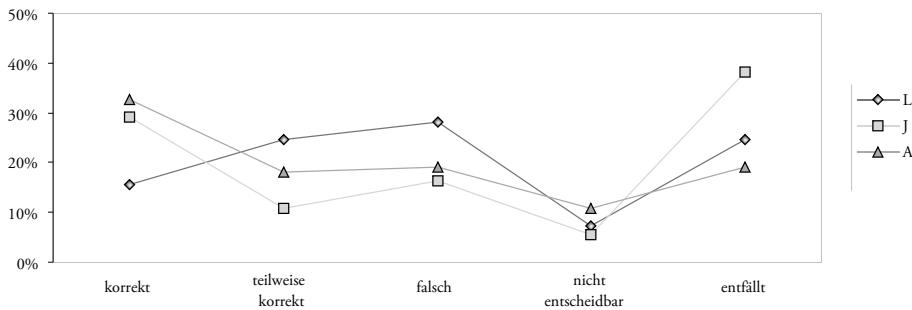 50%
40%
30%
20%
10%
0%
korrekt
teilweise
korrekt
falsch
nicht
entscheidbar
entfällt
L
J
A